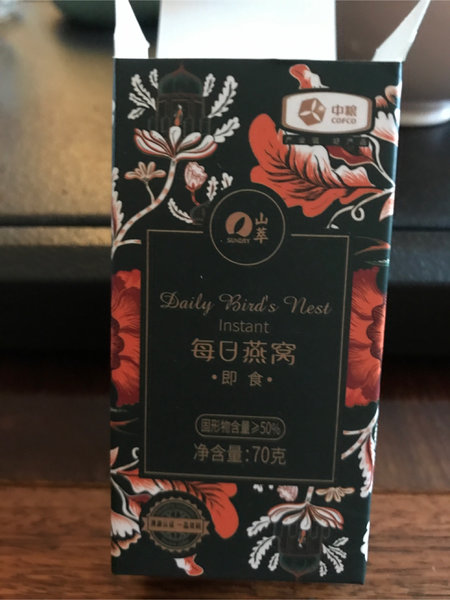 中粮
COFCO
山萃
SUNDRY
Daily Bird's Nest
Instant
每日燕窝
·即食·
固形物含量≥50%
净含量:70克